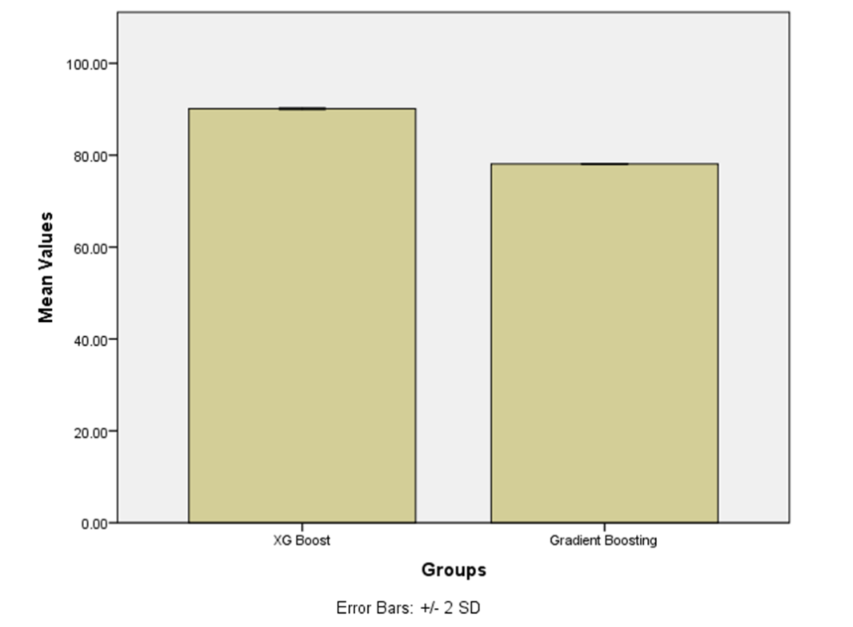 100.00
80.00
60.00
40.00
20.00
0.00
Mean Values
XG Boost
Gradient Boosting
Groups
Error Bars: +/- 2 SD